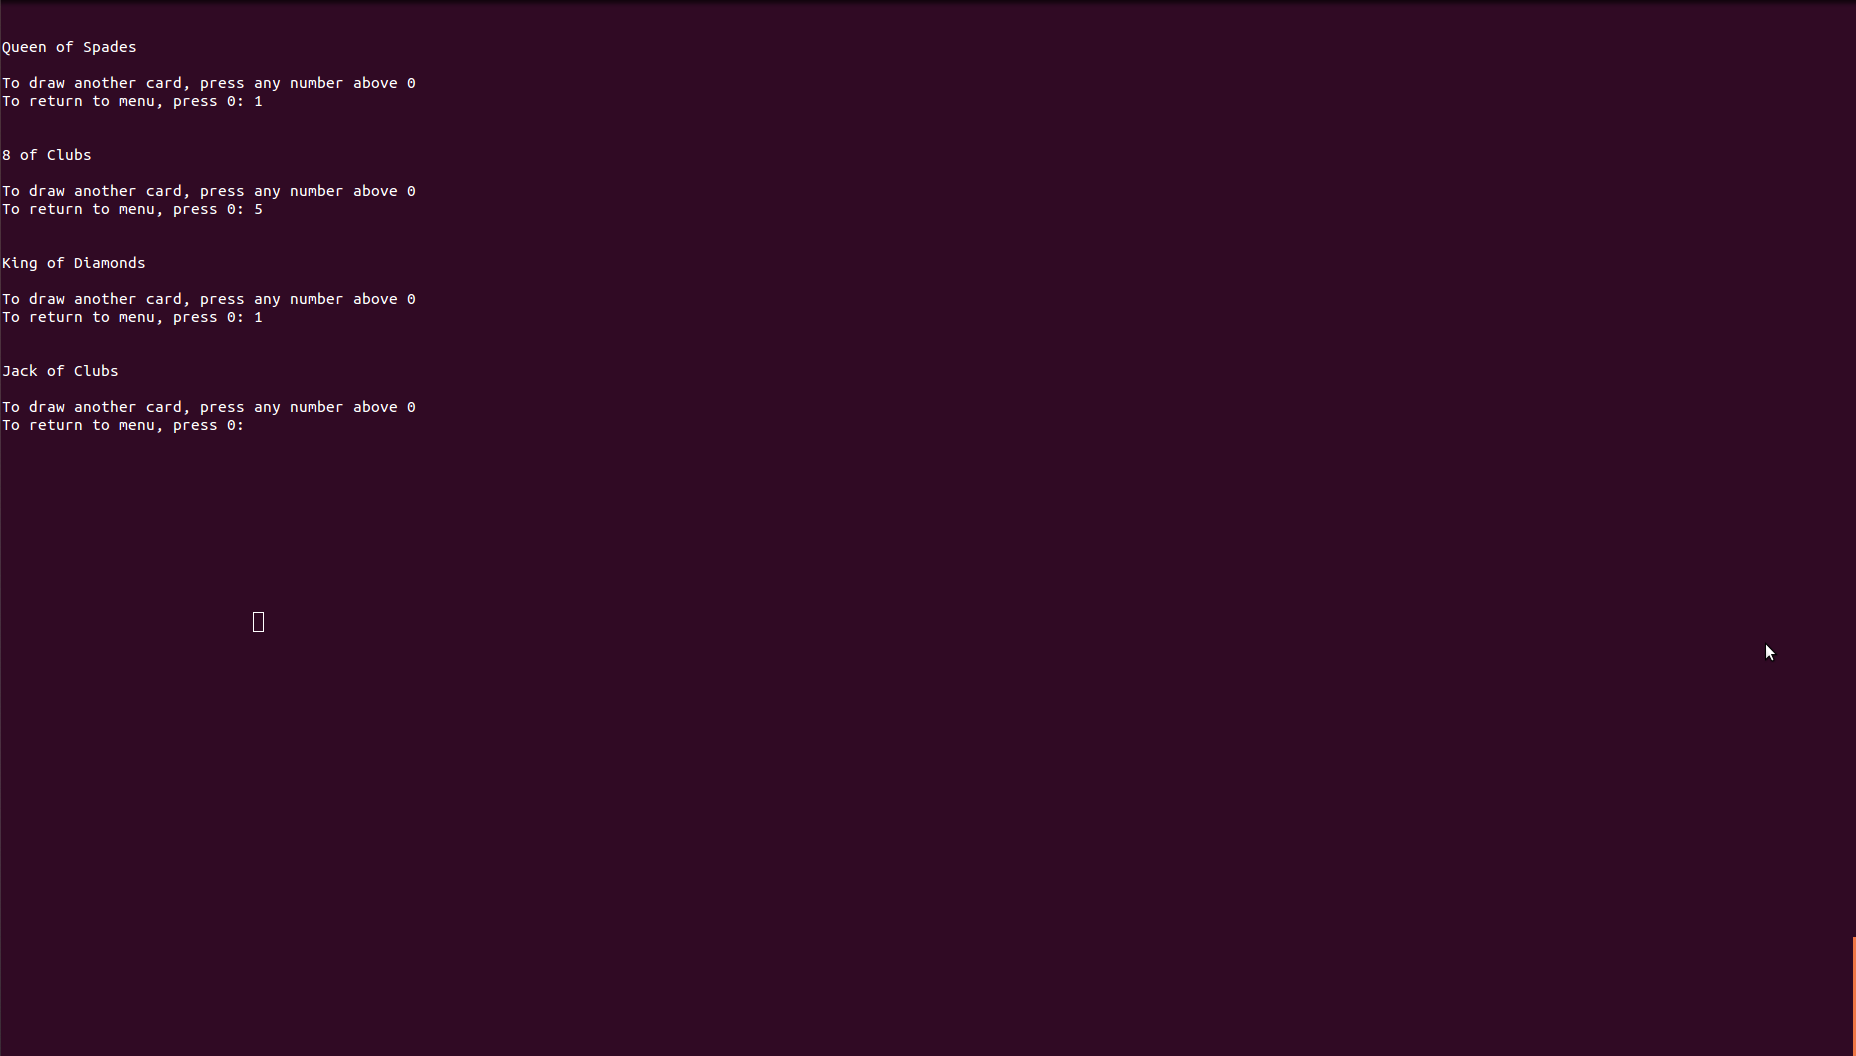 Queen of Spades
To draw another card, press any number above 0
To return to menu, press 0: 1
8 of Clubs
To draw another card, press any number above 0
To return to menu, press 0: 5
King of Diamonds
To draw another card, press any number above 0
To return to menu, press 0: 1
Jack of Clubs
To draw another card, press any number above 0
To return to menu, press 0: